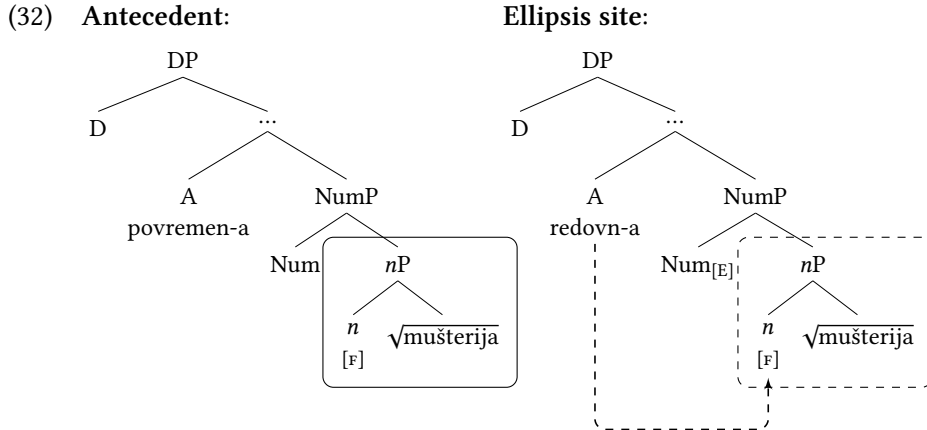 (32) Antecedent: Ellipsis site:
DP DP
D ... D ...
A NumP A NumP
povremen-a redovn-a
Num nP Num[E] nP
n √mušterija n √mušterija
[F] [F]